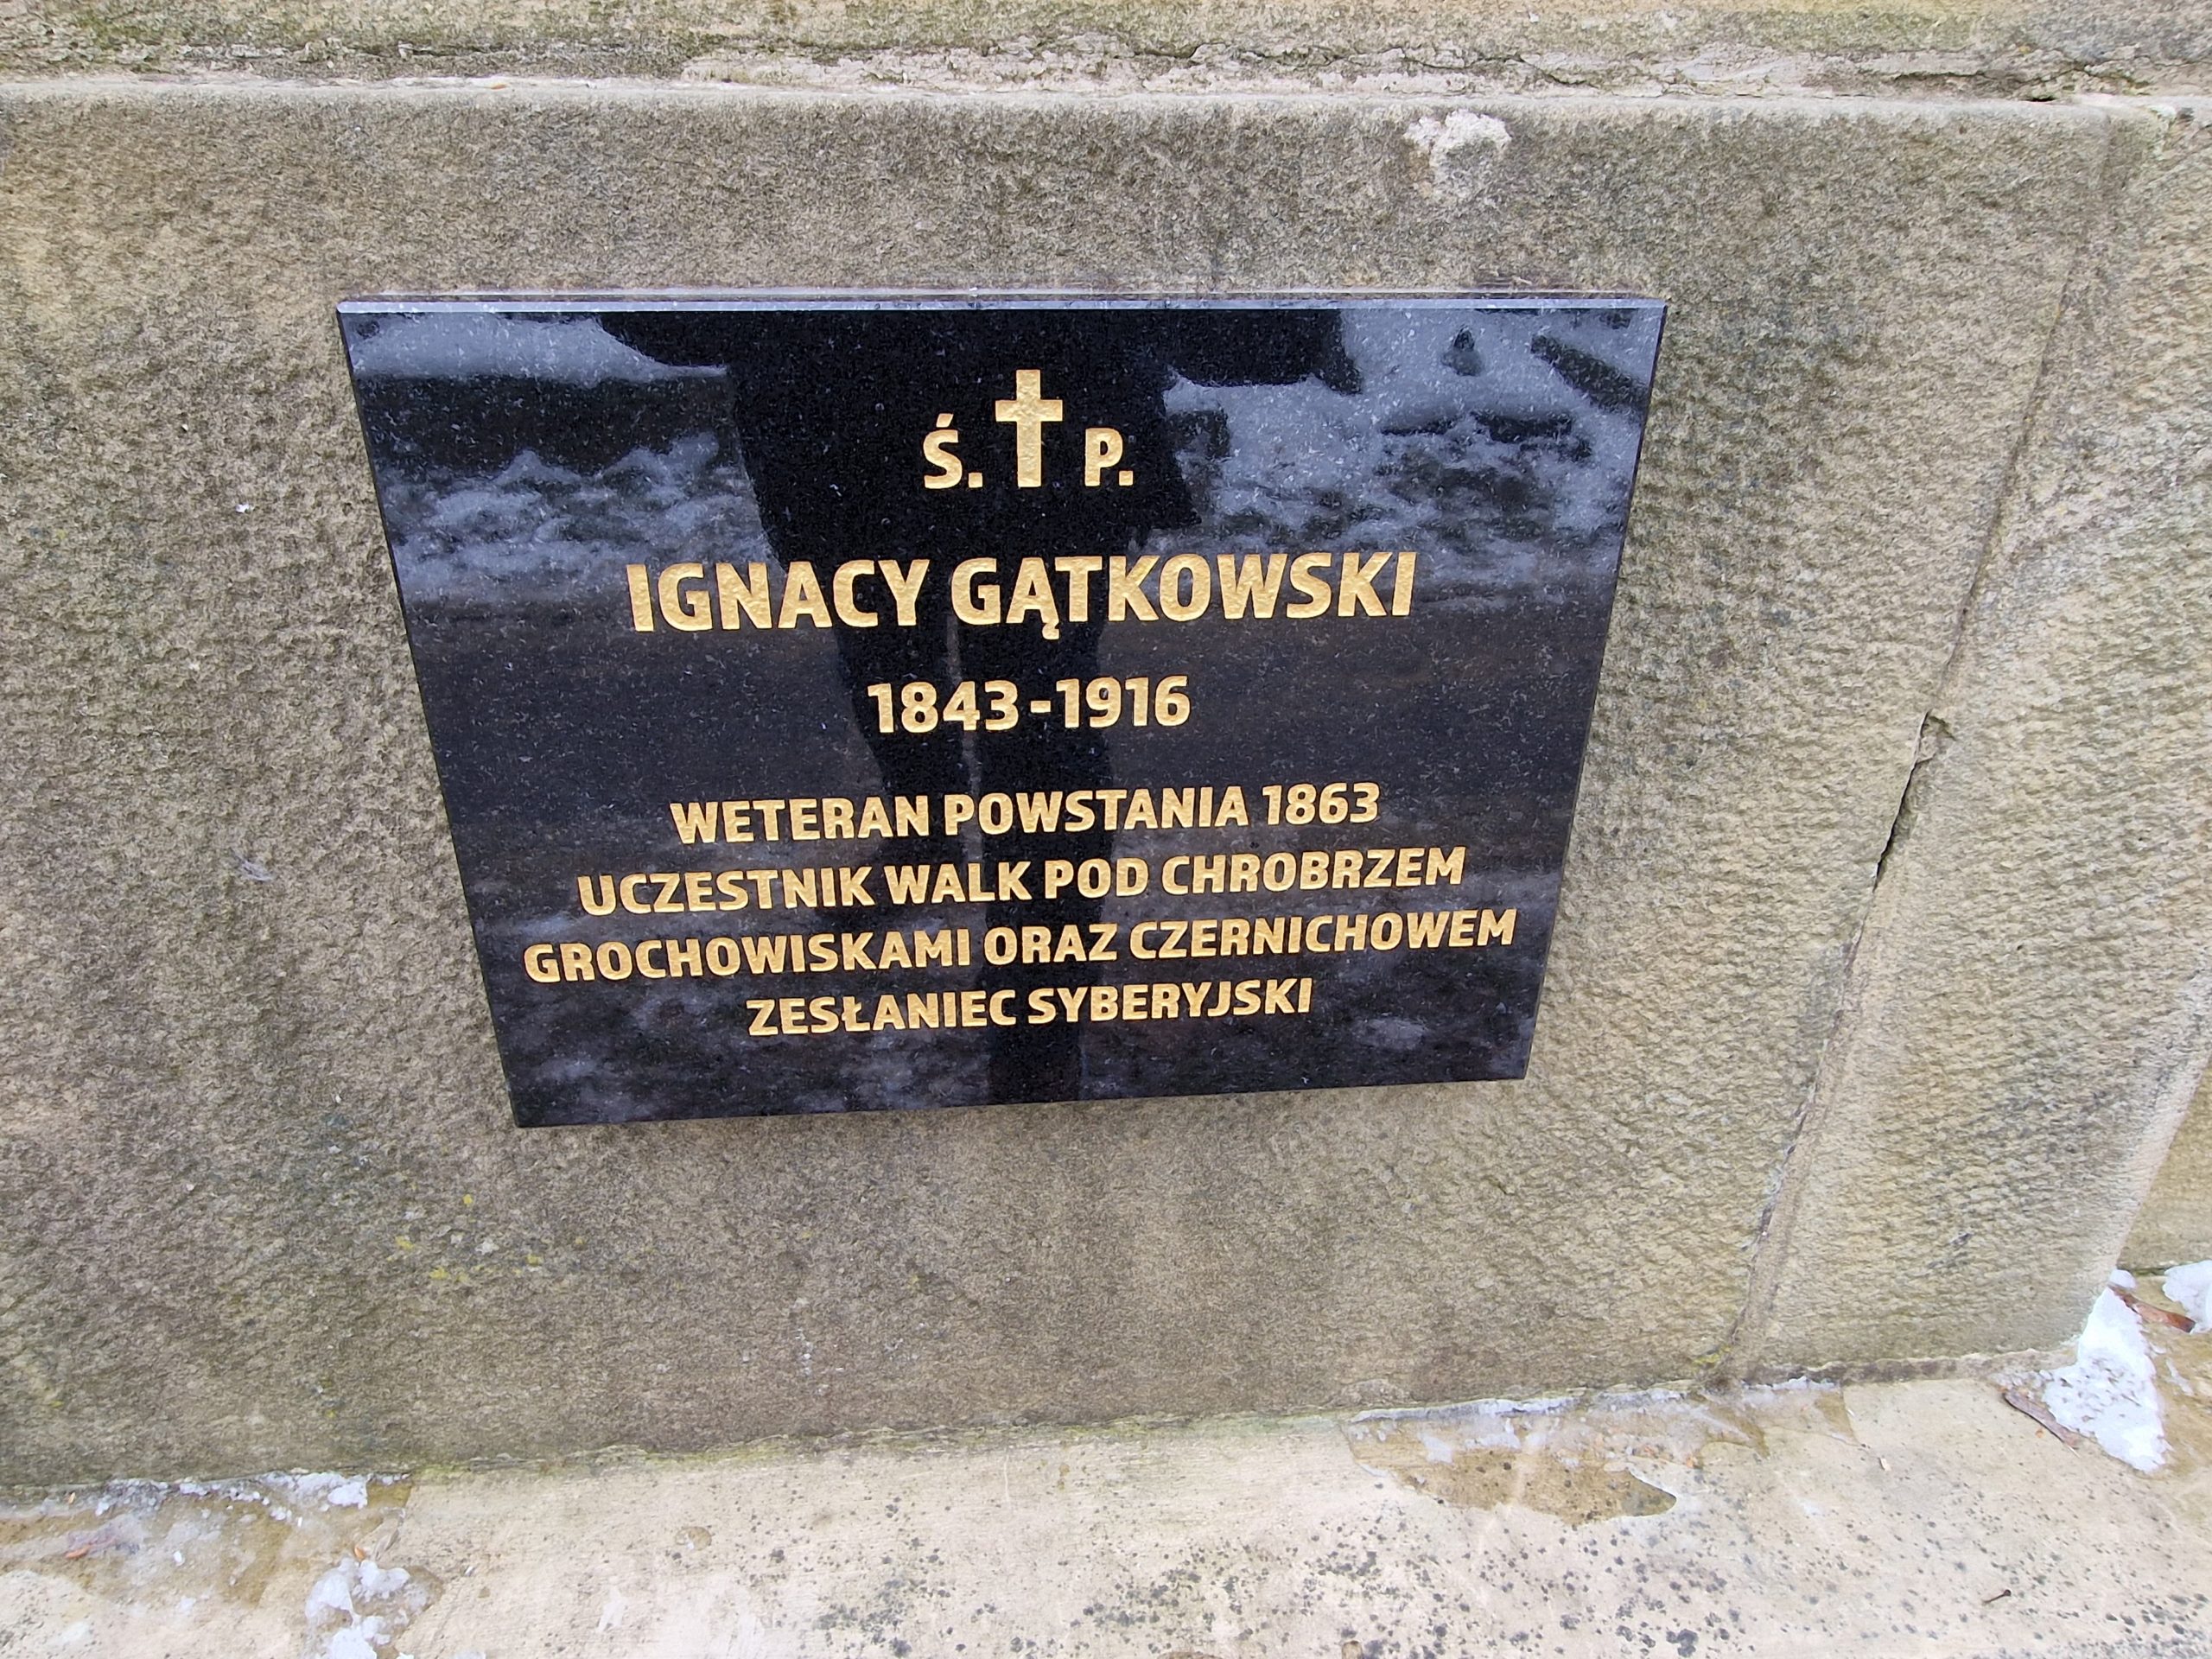 Ś. P.
IGNACY GĄTKOWSKI
1843-1916
WETERAN POWSTANIA 1863
UCZESTNIK WALK POD CHROBRZEM
GROCHOWISKAMI ORAZ CZERNICHOWEM
ZESŁANIEC SYBERYJSKI